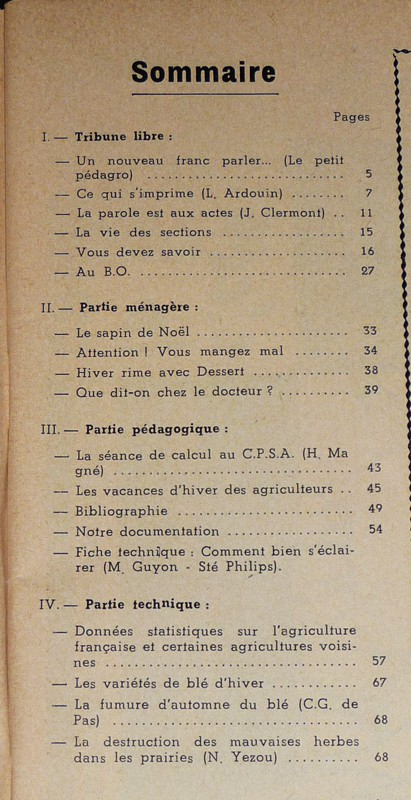 Sommaire
Pages
I. — Tribune libre :
— Un nouveau franc parler... (Le petit
pédagro) .............................. 5
— Ce qui s'imprime (L. Ardouin) ........ 7
— La parole est aux actes (J. Clermont) .. 11
— La vie des sections ................... 15
— Vous devez savoir ..................... 16
— Au B.O. ................................ 27
II. — Partie ménagère :
— Le sapin de Noël ...................... 33
— Attention ! Vous mangez mal ........ 34
— Hiver rime avec Dessert ............... 38
— Que dit-on chez le docteur ? .......... 39
III. — Partie pédagogique :
— La séance de calcul au C.P.S.A. (H. Ma
gné) .................................... 43
— Les vacances d'hiver des agriculteurs .. 45
— Bibliographie .......................... 49
— Notre documentation ................... 54
— Fiche technique : Comment bien s'éclai-
rer (M. Guyon - Sté Philips).
IV. — Partie technique :
— Données statistiques sur l'agriculture
française et certaines agricultures voisi-
nes ..................................... 57
— Les variétés de blé d'hiver ............ 67
— La fumure d'automne du blé (C.G. de
Pas) .................................... 68
— La destruction des mauvaises herbes
dans les prairies (N. Yezou) .......... 68